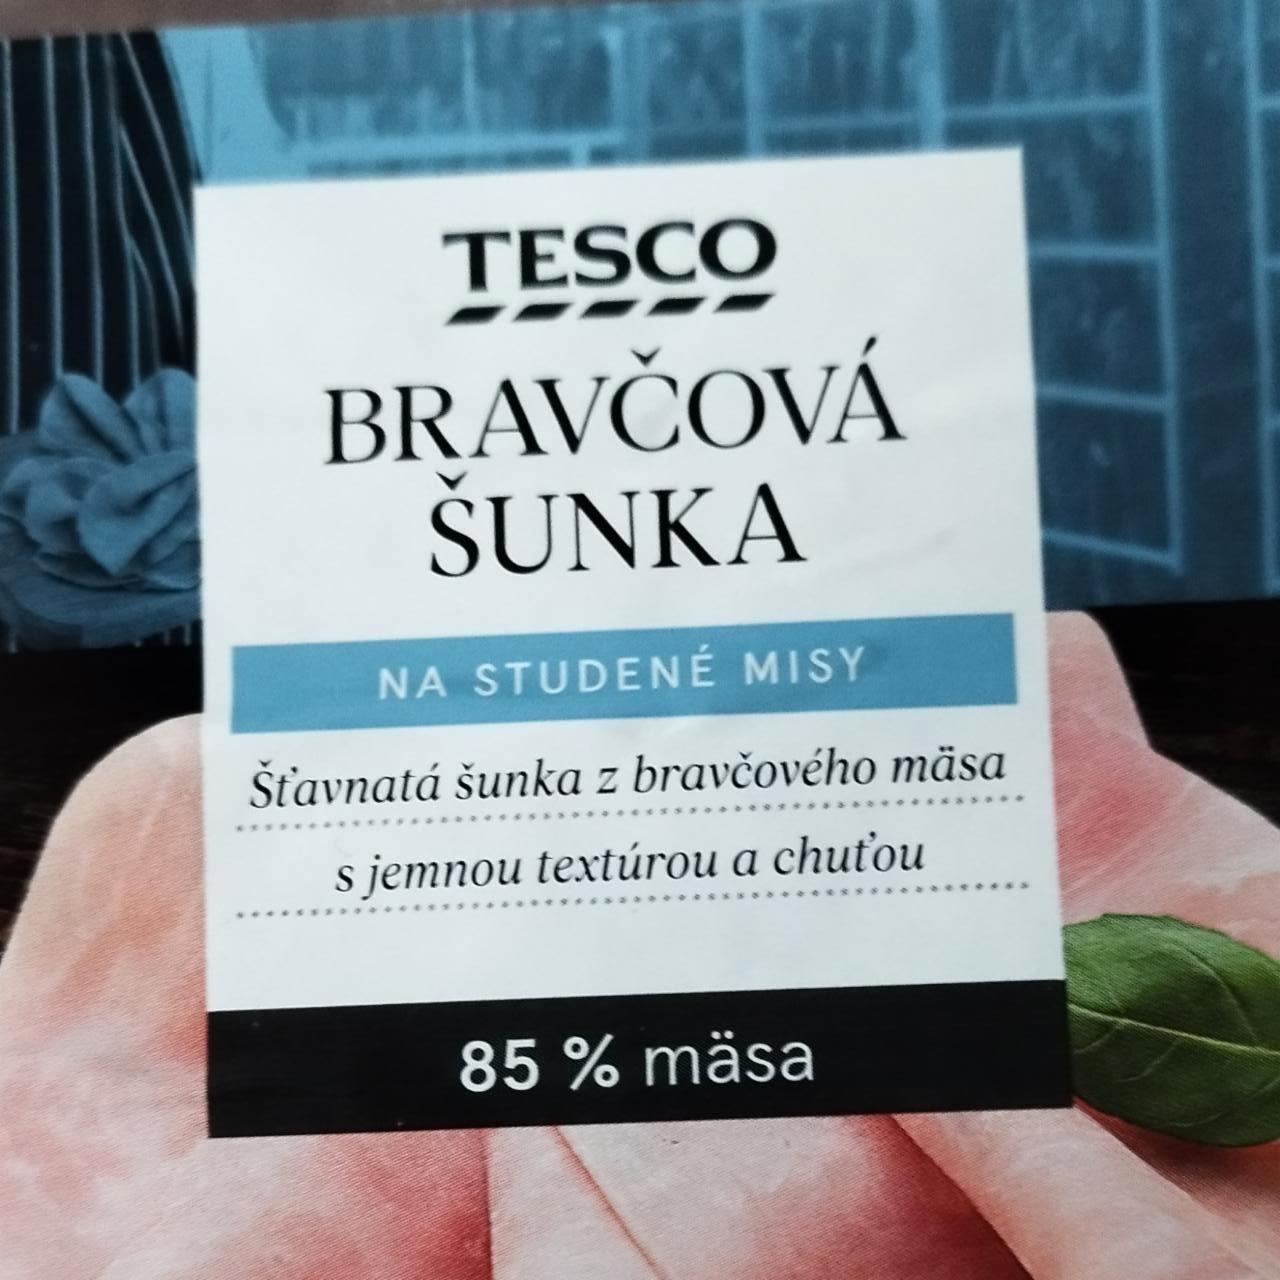 TESCO
BRAVČOVÁ
ŠUNKA
NA STUDENÉ MISY
Šťavnatá šunka z bravčového mäsa
s jemnou textúrou a chuťou
85 % mäsa